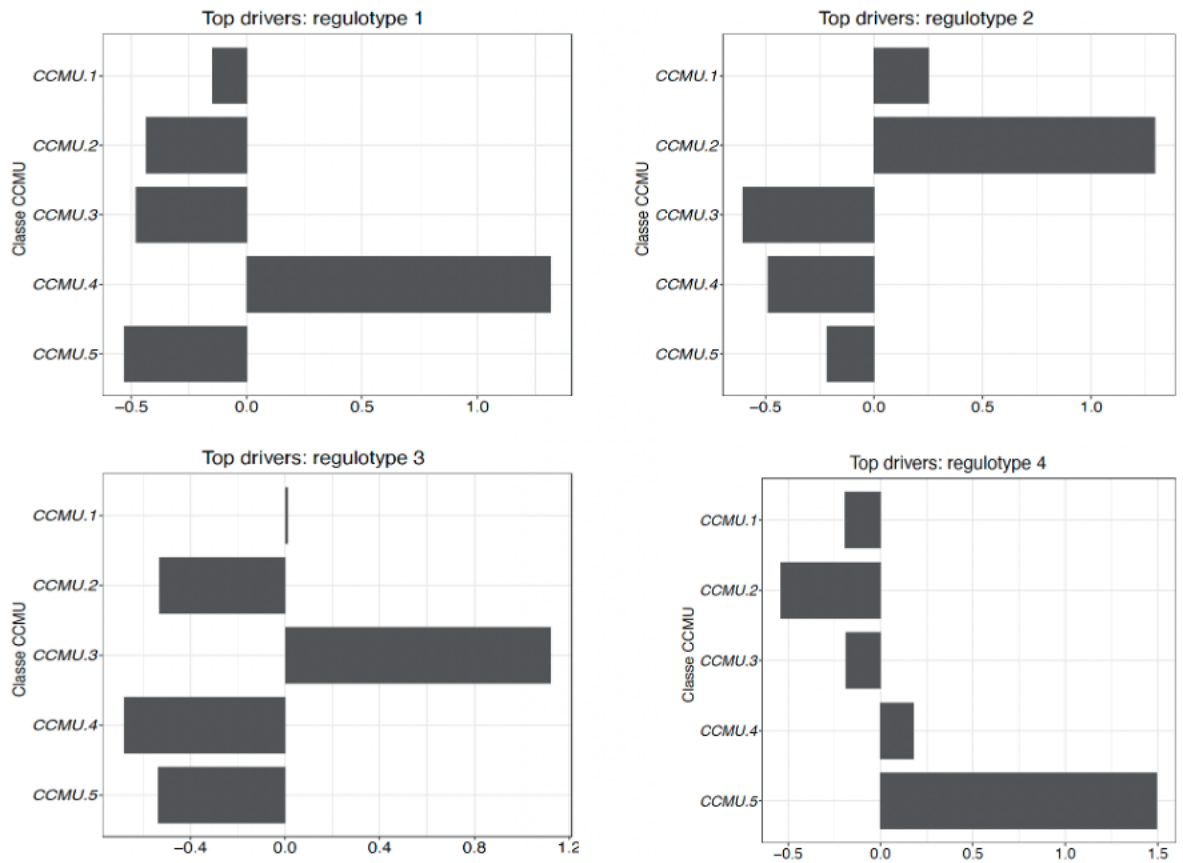 Top drivers: regulotype 1
Classe CCMU
CCMU.1
CCMU.2
CCMU.3
CCMU.4
CCMU.5
−0.5 0.0 0.5 1.0
Top drivers: regulotype 2
Classe CCMU
CCMU.1
CCMU.2
CCMU.3
CCMU.4
CCMU.5
−0.5 0.0 0.5 1.0
Top drivers: regulotype 3
Classe CCMU
CCMU.1
CCMU.2
CCMU.3
CCMU.4
CCMU.5
−0.4 0.0 0.4 0.8 1.2
Top drivers: regulotype 4
Classe CCMU
CCMU.1
CCMU.2
CCMU.3
CCMU.4
CCMU.5
−0.5 0.0 0.5 1.0 1.5